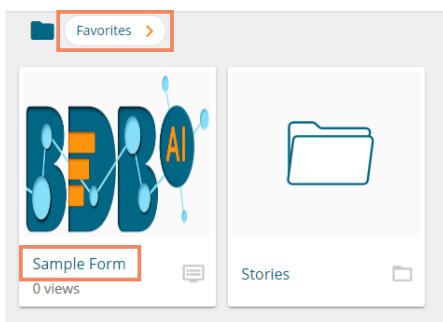 Favorites
BDB AI
Sample Form
0 views
Stories